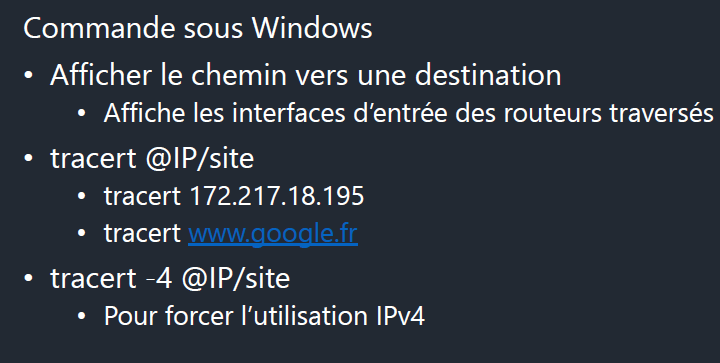 Commande sous Windows
• Afficher le chemin vers une destination
• Affiche les interfaces d’entrée des routeurs traversés
• tracert @IP/site
• tracert 172.217.18.195
• tracert www.google.fr
• tracert -4 @IP/site
• Pour forcer l’utilisation IPv4